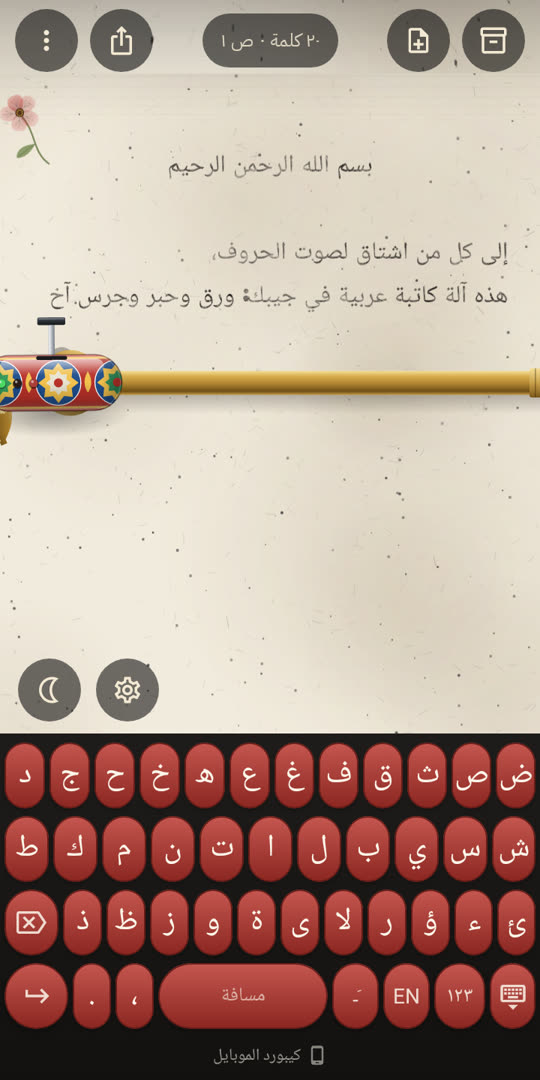 ٢٠ كلمة · ص ١
بسم الله الرحمن الرحيم
إلى كل من اشتاق لصوت الحروف،
هذه آلة كاتبة عربية في جيبك: ورق وحبر وجرس.آخ
ض ص ث ق ف غ ع ه خ ح ج د
ش س ي ب ل ا ت ن م ك ط
ئ ء ؤ ر لا ى ة و ز ظ ذ
١٢٣ EN ـَـ مسافة ، .
كيبورد الموبايل